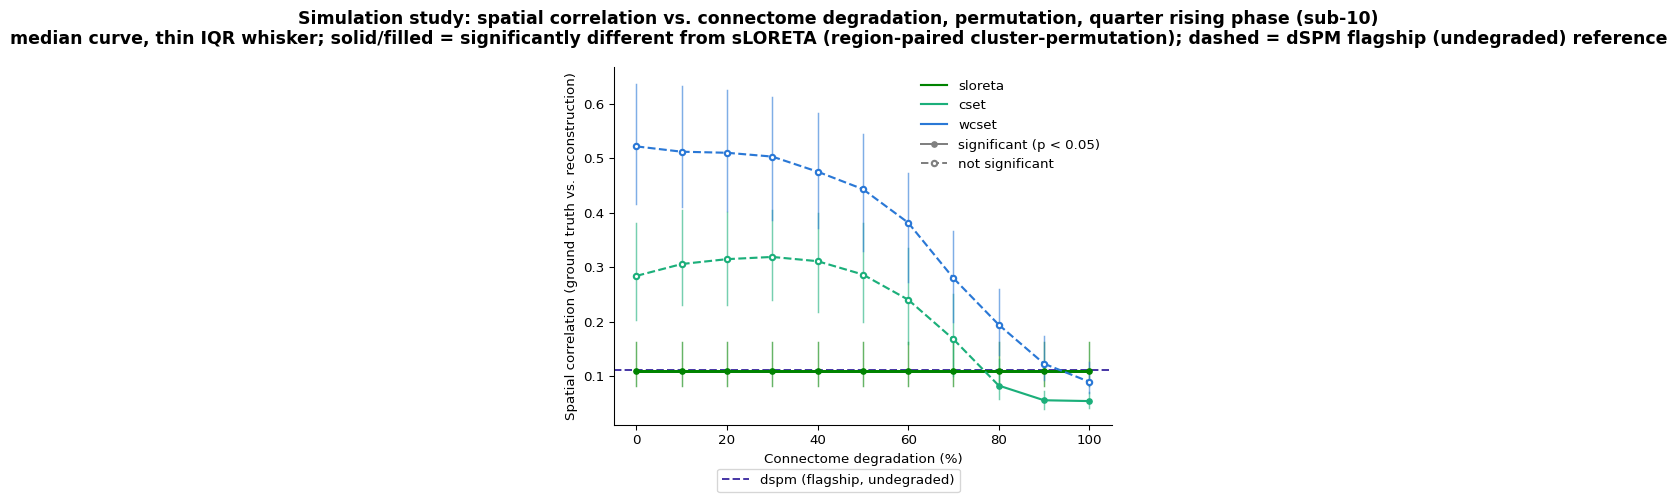 Simulation study: spatial correlation vs. connectome degradation, permutation, quarter rising phase (sub-10)
median curve, thin IQR whisker; solid/filled = significantly different from sLORETA (region-paired cluster-permutation); dashed = dSPM flagship (undegraded) reference
Spatial correlation (ground truth vs. reconstruction)
0.6
0.5
0.4
0.3
0.2
0.1
sloreta
cset
wcset
significant (p < 0.05)
not significant
0
20
40
60
80
100
Connectome degradation (%)
dspm (flagship, undegraded)